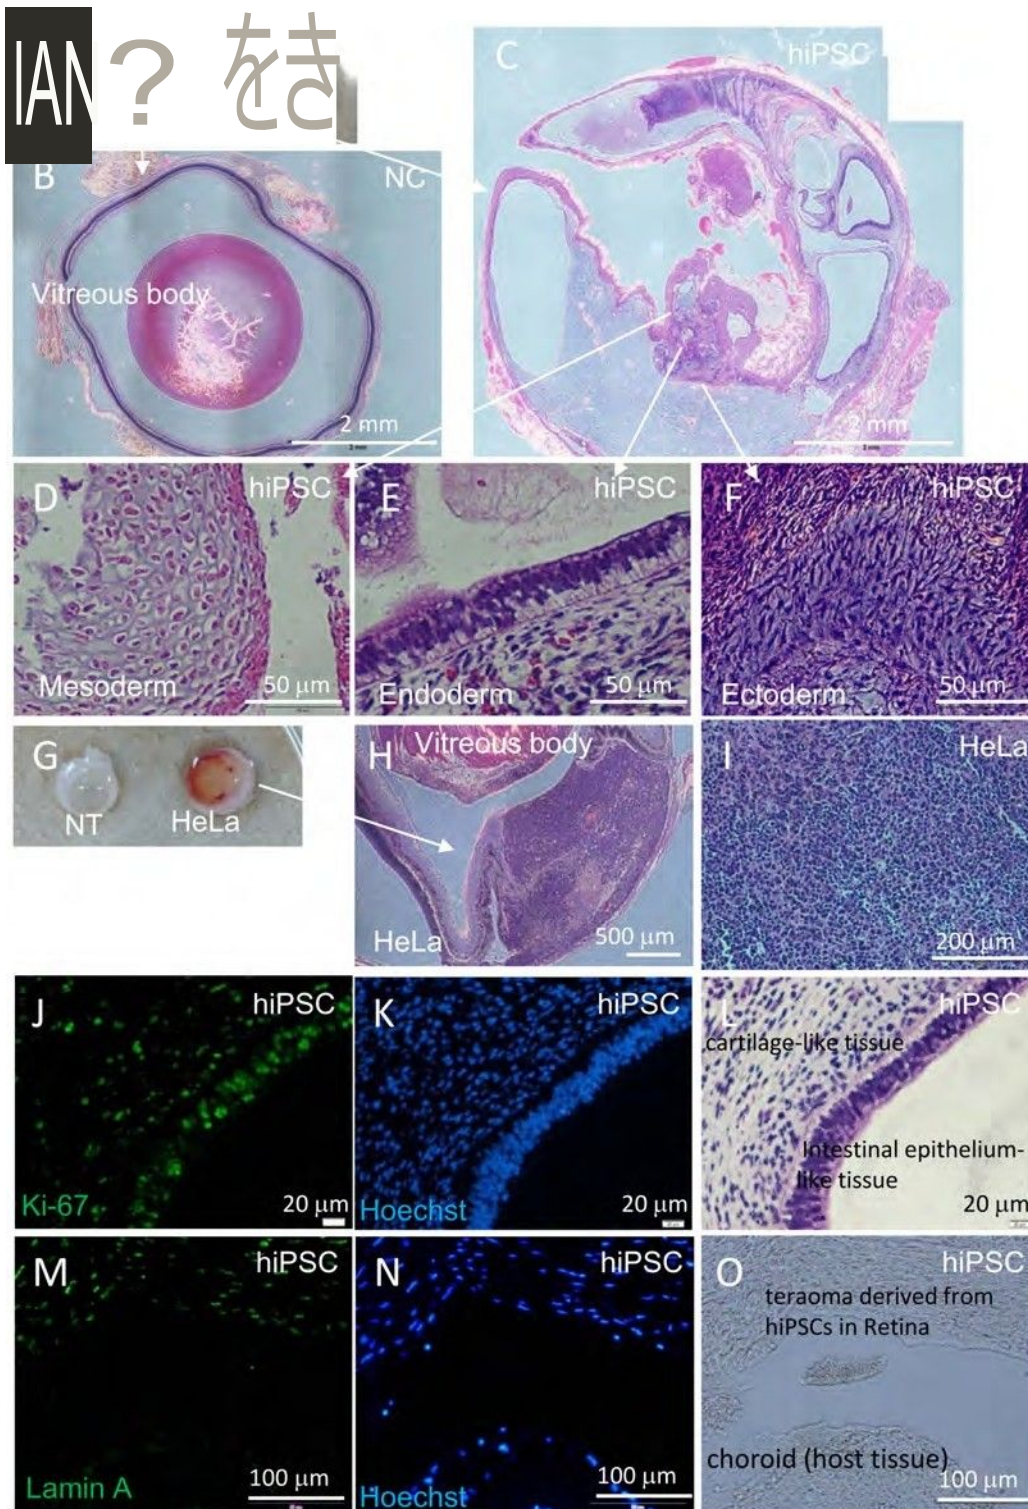 IAN
?
をき
B
NC
Vitreous body
2 mm
C
hiPSC
2 mm
D
hiPSC
Mesoderm
50 μm
E
hiPSC
Endoderm
50 μm
F
hiPSC
Ectoderm
50 μm
G
NT
HeLa
H
Vitreous body
HeLa
500 μm
I
HeLa
200 μm
J
hiPSC
Ki-67
20 μm
K
hiPSC
Hoechst
20 μm
L
hiPSC
cartilage-like tissue
Intestinal epithelium-
like tissue
20 μm
M
hiPSC
Lamin A
100 μm
N
hiPSC
Hoechst
100 μm
O
hiPSC
teraoma derived from
hiPSCs in Retina
choroid (host tissue)
100 μm